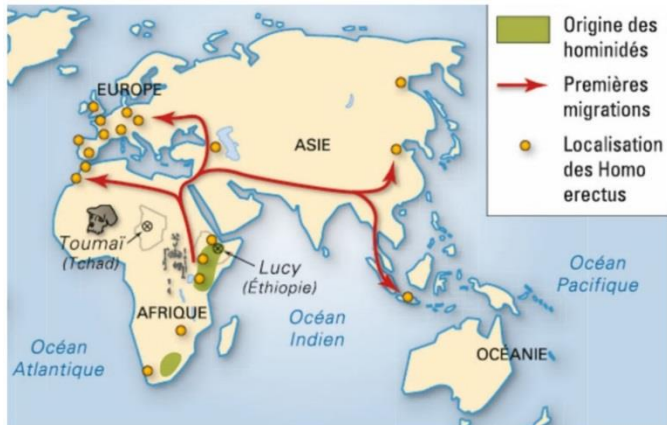 Origine des
hominidés
Premières
migrations
Localisation
des Homo
erectus
EUROPE
ASIE
Toumaï
(Tchad)
Lucy
(Éthiopie)
AFRIQUE
Océan
Indien
Océan
Pacifique
Océan
Atlantique
OCÉANIE